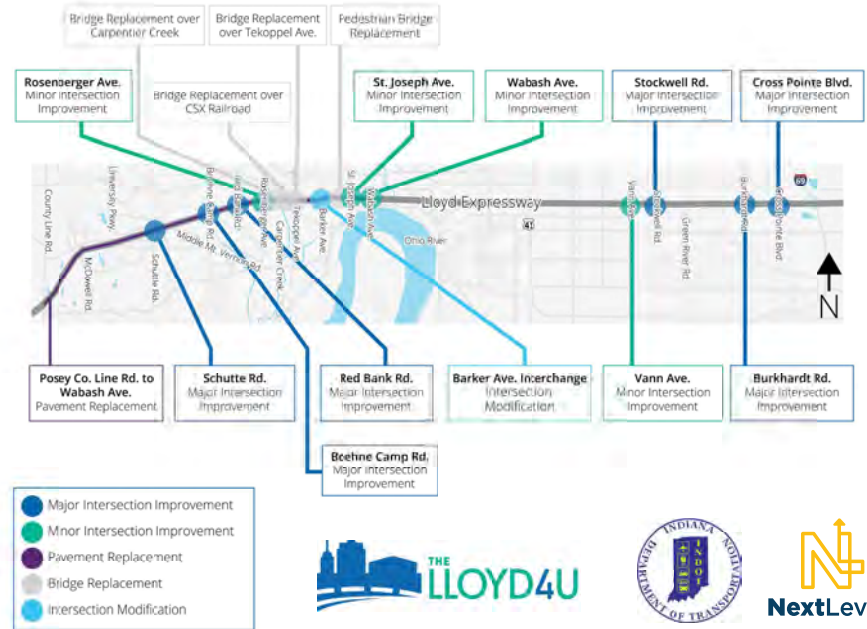 Bridge Replacement over
Carpentier Creek
Bridge Replacement
over Tekoppel Ave.
Pedestrian Bridge
Replacement
Rosenberger Ave.
Minor Intersection
Improvement
Bridge Replacement over
CSX Railroad
St. Joseph Ave.
Minor Intersection
Improvement
Wabash Ave.
Minor Intersection
Improvement
Stockwell Rd.
Major Intersection
Improvement
Cross Pointe Blvd.
Major Intersection
Improvement
County Line Rd.
University Pkwy.
McDowell Rd.
Schutte Rd.
Middle Mt. Vernon Rd.
Boehne Camp Rd.
Red Bank Rd.
Rosenberger Ave.
Carpentier Creek
Tekoppel Ave.
Barker Ave.
St. Joseph Ave.
Wabash Ave.
Ohio River
Lloyd Expressway
41
Vann Ave.
Stockwell Rd.
Green River Rd.
Burkhardt Rd.
Cross Pointe Blvd.
69
N
Posey Co. Line Rd. to
Wabash Ave.
Pavement Replacement
Schutte Rd.
Major Intersection
Improvement
Red Bank Rd.
Major Intersection
Improvement
Barker Ave. Interchange
Intersection
Modification
Vann Ave.
Minor Intersection
Improvement
Burkhardt Rd.
Major Intersection
Improvement
Boehne Camp Rd.
Major Intersection
Improvement
Major Intersection Improvement
Minor Intersection Improvement
Pavement Replacement
Bridge Replacement
Intersection Modification
THE
LLOYD4U
INDIANA
DEPARTMENT OF TRANSPORTATION
INDOT
NextLev